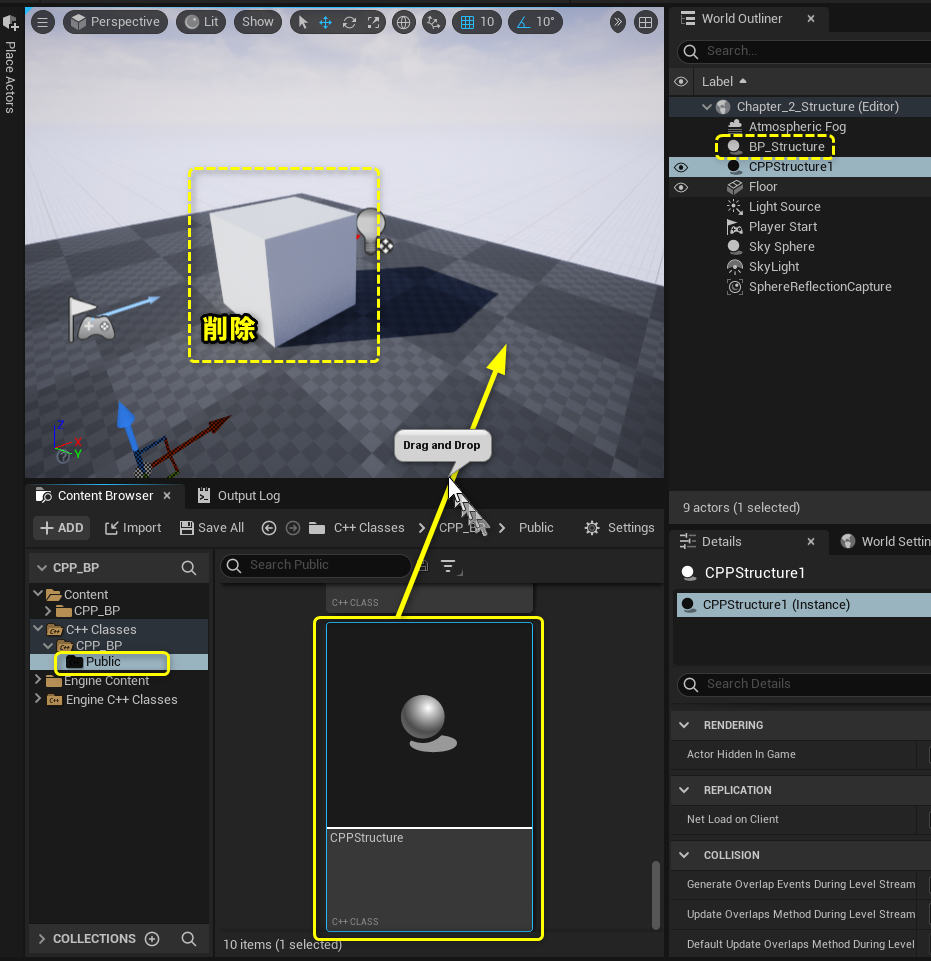 Place Actors
Perspective
Lit
Show
10
10°
削除
Z
X
Y
?
Drag and Drop
World Outliner
Search...
Label
Chapter_2_Structure (Editor)
Atmospheric Fog
BP_Structure
CPPStructure1
Floor
Light Source
Player Start
Sky Sphere
SkyLight
SphereReflectionCapture
9 actors (1 selected)
Content Browser
Output Log
ADD
Import
Save All
C++ Classes
CPP_BP
Public
Settings
CPP_BP
Content
CPP_BP
C++ Classes
CPP_BP
Public
Engine Content
Engine C++ Classes
COLLECTIONS
Search Public
C++ CLASS
CPPStructure
C++ CLASS
10 items (1 selected)
Details
World Settin
CPPStructure1
CPPStructure1 (Instance)
Search Details
RENDERING
Actor Hidden In Game
REPLICATION
Net Load on Client
COLLISION
Generate Overlap Events During Level Stream
Update Overlaps Method During Level Stream
Default Update Overlaps Method During Level